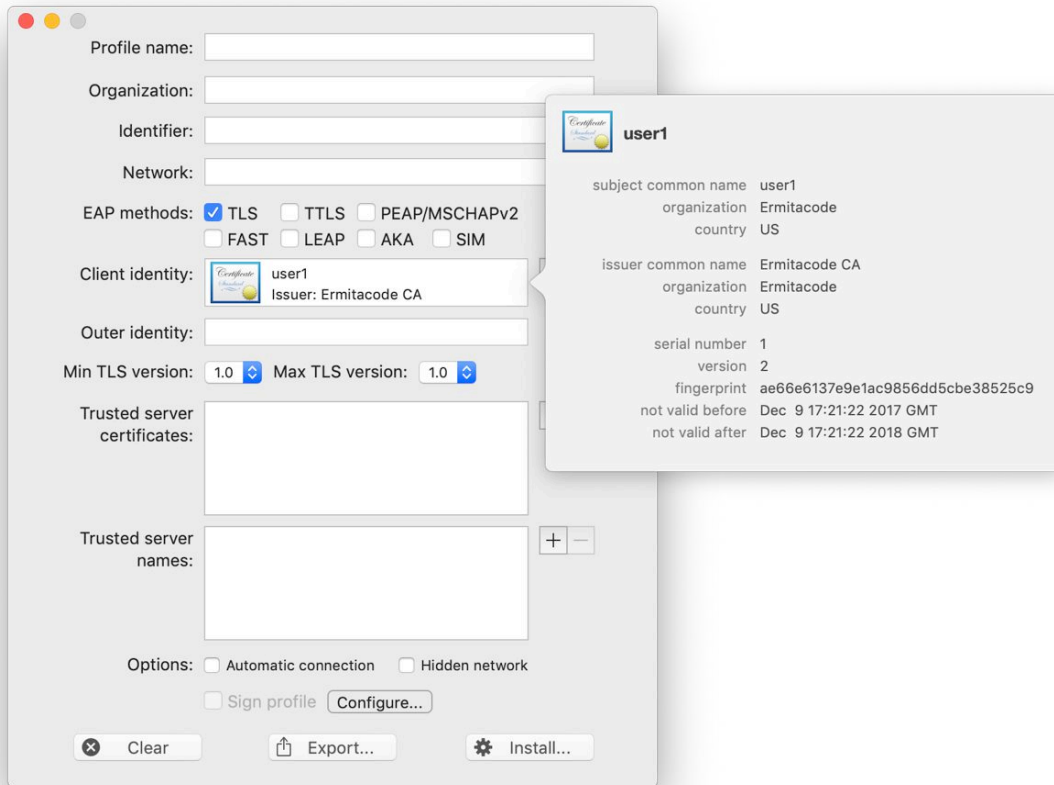 Profile name:
Organization:
Identifier:
Network:
EAP methods: TLS TTLS PEAP/MSCHAPv2
FAST LEAP AKA SIM
Client identity: user1
Issuer: Ermitacode CA
Outer identity:
Min TLS version: 1.0 Max TLS version: 1.0
Trusted server
certificates:
Trusted server
names:
Options: Automatic connection Hidden network
Sign profile Configure...
Clear Export... Install...
Certificate
Standard
user1
subject common name user1
organization Ermitacode
country US
issuer common name Ermitacode CA
organization Ermitacode
country US
serial number 1
version 2
fingerprint ae66e6137e9e1ac9856dd5cbe38525c9
not valid before Dec 9 17:21:22 2017 GMT
not valid after Dec 9 17:21:22 2018 GMT